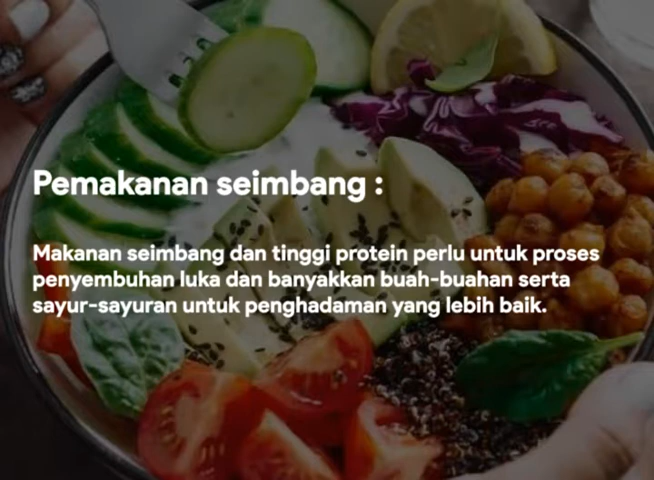 Pemakanan seimbang :
Makanan seimbang dan tinggi protein perlu untuk proses
penyembuhan luka dan banyakkan buah-buahan serta
sayur-sayuran untuk penghadaman yang lebih baik.